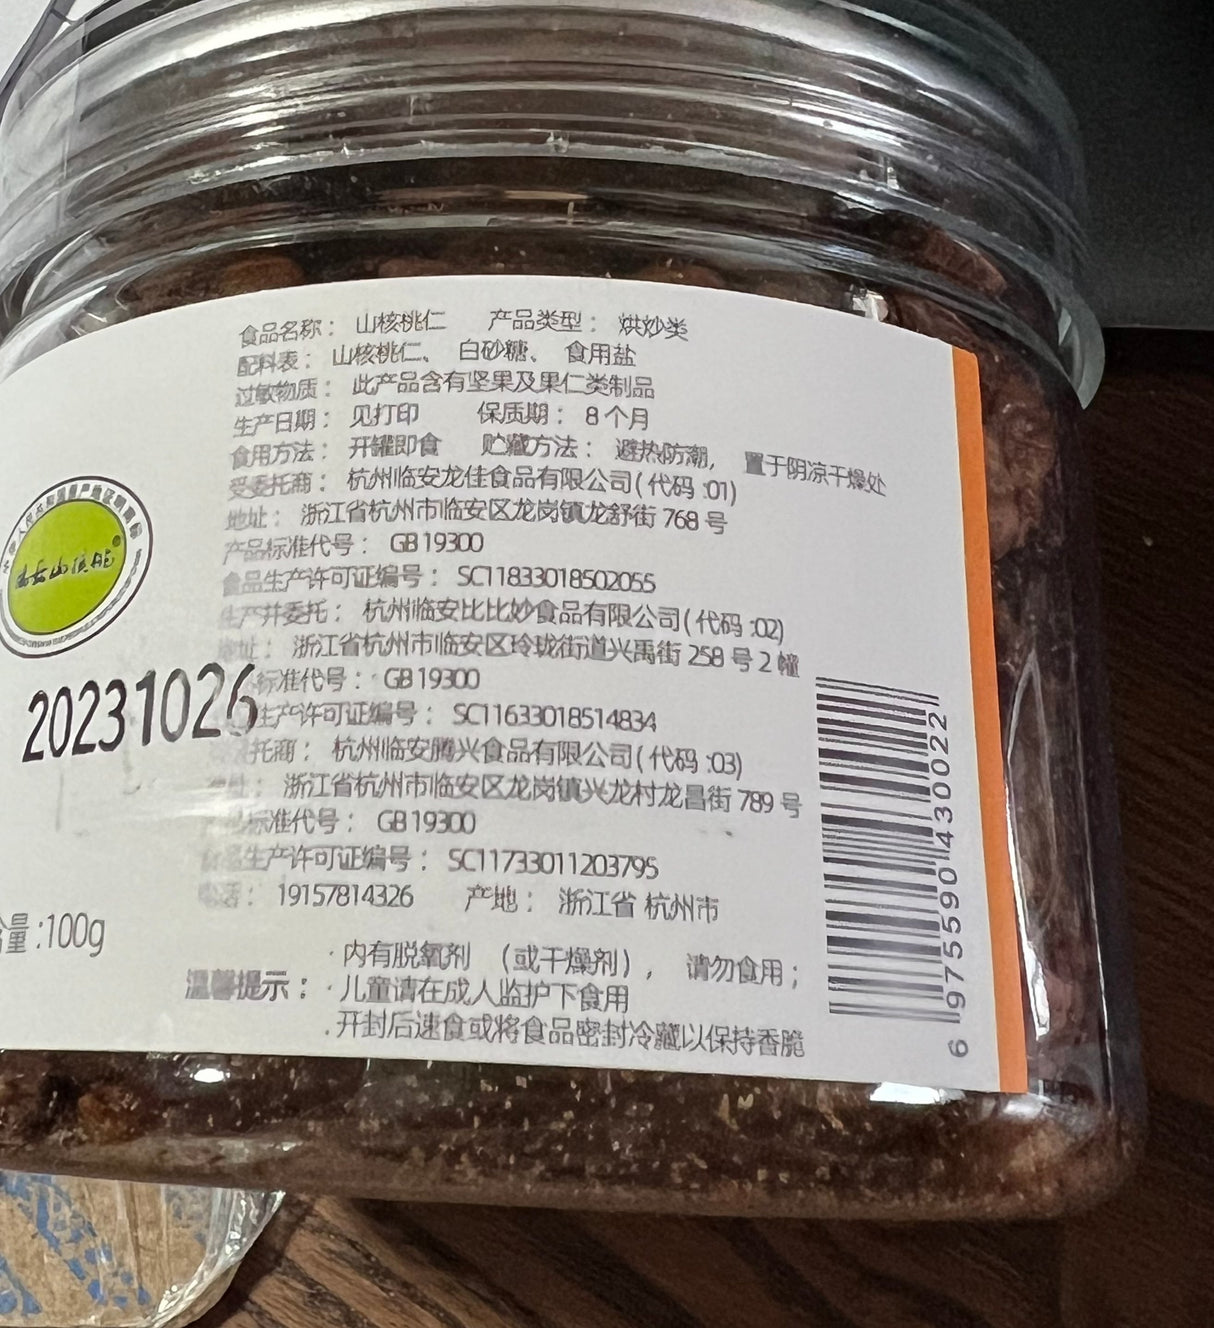 食品名称： 山核桃仁 产品类型： 烘炒类
配料表： 山核桃仁、 白砂糖、 食用盐
过敏物质： 此产品含有坚果及果仁类制品
生产日期： 见打印 保质期： 8个月
食用方法： 开罐即食 贮藏方法： 避热防潮， 置于阴凉干燥处
受委托商： 杭州临安龙佳食品有限公司(代码:01)
地址： 浙江省杭州市临安区龙岗镇龙舒街768号
产品标准代号： GB 19300
食品生产许可证编号： SC11833018502055
生产并委托： 杭州临安比比妙食品有限公司(代码:02)
地址： 浙江省杭州市临安区玲珑街道兴禹街258号2幢
标准代号： GB 19300
20231026
生产许可证编号： SC11633018514834
托商： 杭州临安腾兴食品有限公司(代码:03)
地址： 浙江省杭州市临安区龙岗镇兴龙村龙昌街789号
标准代号： GB 19300
食品生产许可证编号： SC11733011203795
电话： 19157814326 产地： 浙江省 杭州市
量:100g
温馨提示：
·内有脱氧剂 （或干燥剂）， 请勿食用；
·儿童请在成人监护下食用
·开封后速食或将食品密封冷藏以保持香脆
6 975590 430022